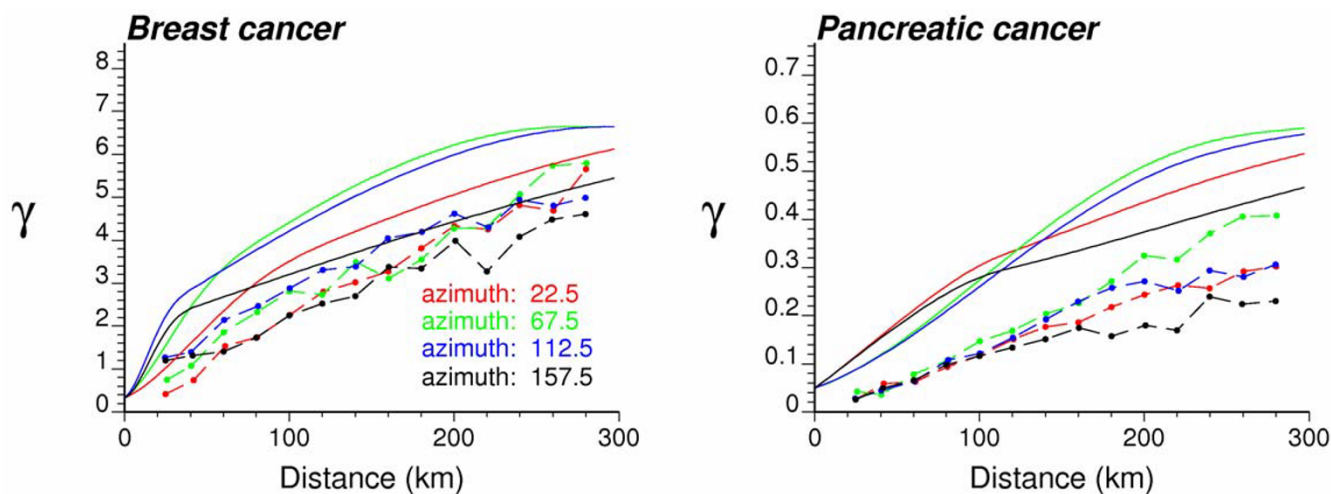 Breast cancer
8
7
6
5
4
3
2
1
0
γ
azimuth: 22.5
azimuth: 67.5
azimuth: 112.5
azimuth: 157.5
0 100 200 300
Distance (km)
Pancreatic cancer
0.7
0.6
0.5
0.4
0.3
0.2
0.1
0
γ
0 100 200 300
Distance (km)